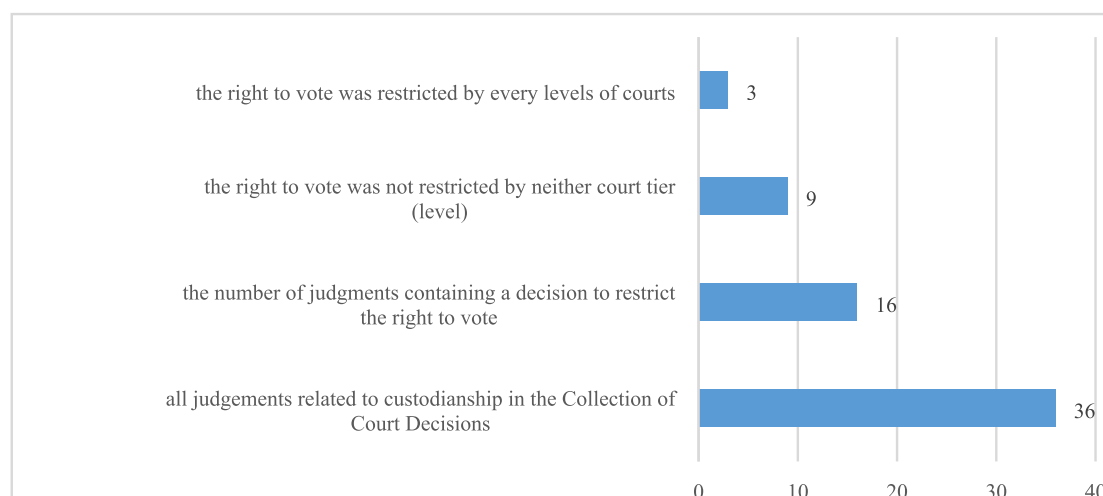 the right to vote was restricted by every levels of courts
3
the right to vote was not restricted by neither court tier
(level)
9
the number of judgments containing a decision to restrict
the right to vote
16
all judgements related to custodianship in the Collection of
Court Decisions
36
0 10 20 30 40